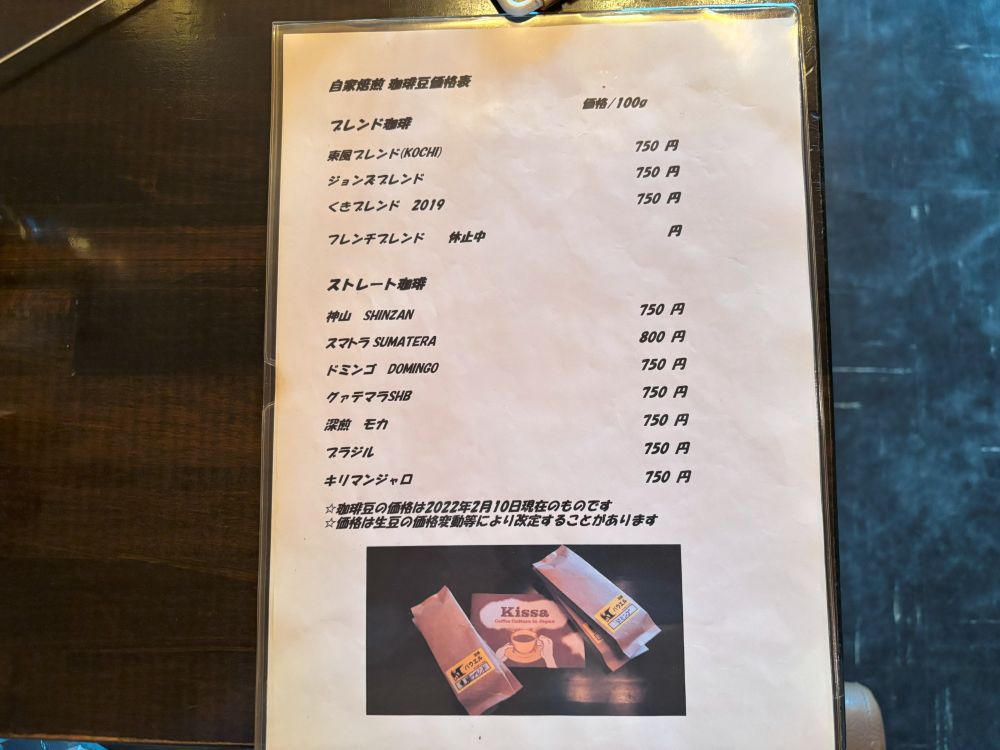 自家焙煎 珈琲豆価格表
価格/100g
ブレンド珈琲
東風ブレンド(KOCHI) 750 円
ジョンズブレンド 750 円
くきブレンド 2019 750 円
フレンチブレンド 休止中 円
ストレート珈琲
神山 SHINZAN 750 円
スマトラ SUMATERA 800 円
ドミンゴ DOMINGO 750 円
グァテマラSHB 750 円
深煎 モカ 750 円
ブラジル 750 円
キリマンジャロ 750 円
☆珈琲豆の価格は2022年2月10日現在のものです
☆価格は生豆の価格変動等により改定することがあります
Kissa
Coffee Culture in Japan
バウエル
バウエル